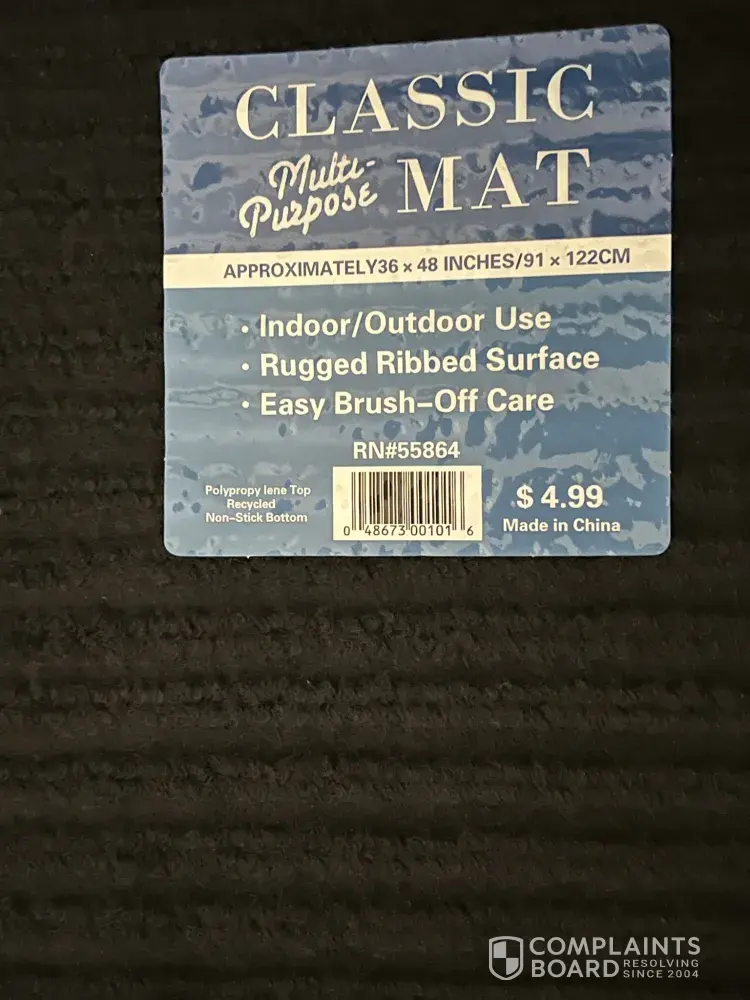 CLASSIC
Multi-
Purpose MAT
APPROXIMATELY36 x 48 INCHES/91 x 122CM
• Indoor/Outdoor Use
• Rugged Ribbed Surface
• Easy Brush-Off Care
RN#55864
Polypropy lene Top
Recycled
Non-Stick Bottom
0 48673 00101 6
$ 4.99
Made in China
COMPLAINTS
BOARD RESOLVING
SINCE 2004